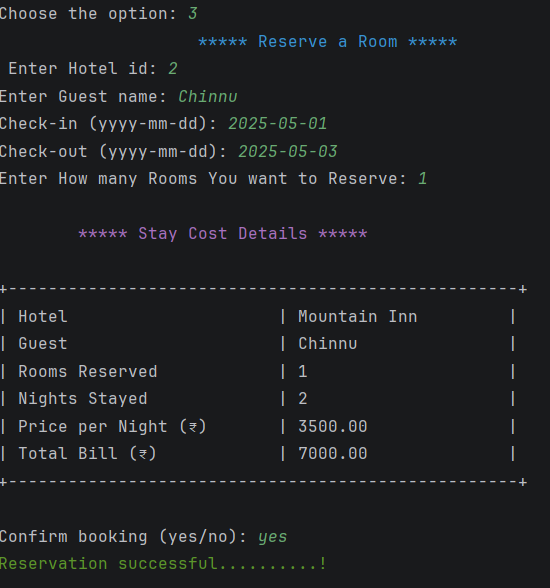 Choose the option: 3
***** Reserve a Room *****
Enter Hotel id: 2
Enter Guest name: Chinnu
Check-in (yyyy-mm-dd): 2025-05-01
Check-out (yyyy-mm-dd): 2025-05-03
Enter How many Rooms You want to Reserve: 1
***** Stay Cost Details *****
+---------------------------------------------------+
| Hotel                     | Mountain Inn         |
| Guest                     | Chinnu               |
| Rooms Reserved            | 1                    |
| Nights Stayed             | 2                    |
| Price per Night (₹)       | 3500.00              |
| Total Bill (₹)            | 7000.00              |
+---------------------------------------------------+
Confirm booking (yes/no): yes
Reservation successful..........!